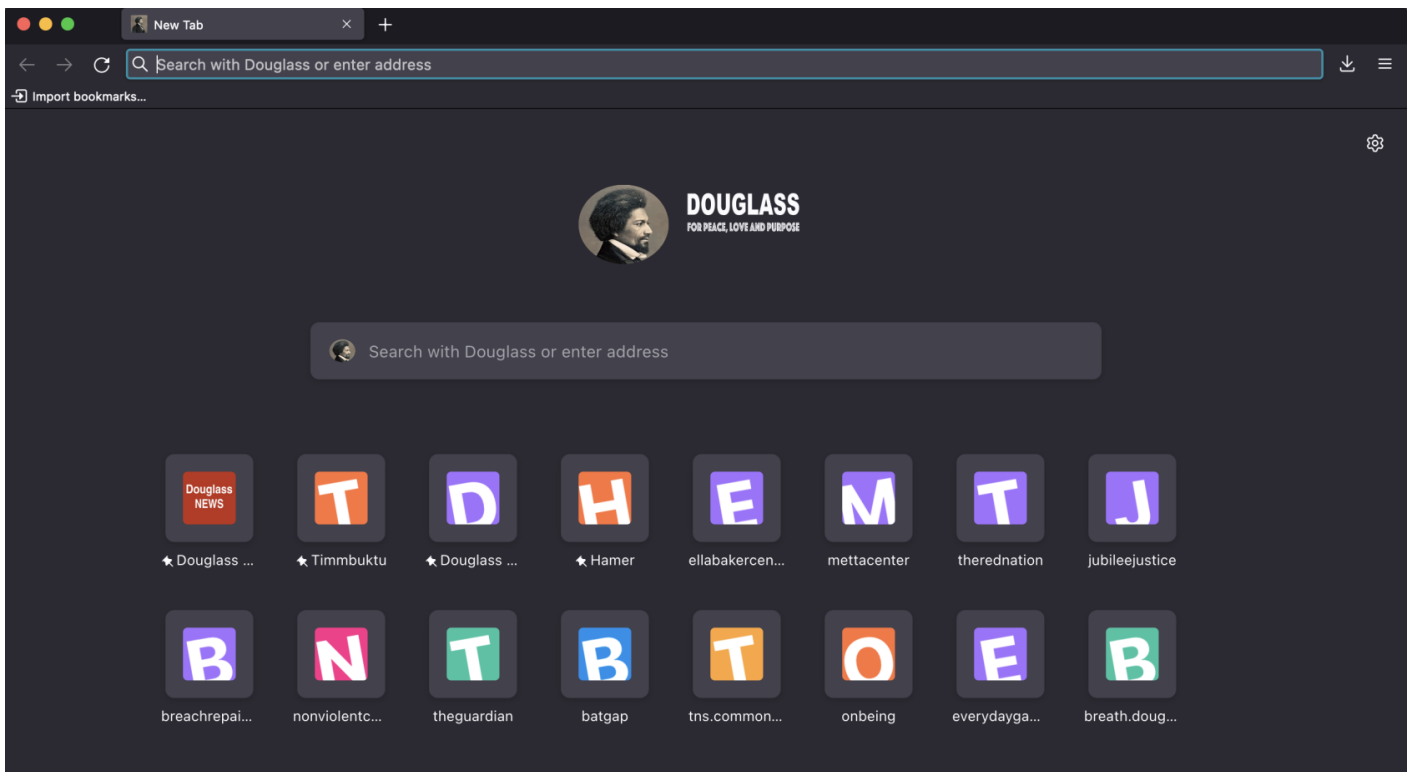 New Tab
Search with Douglass or enter address
Import bookmarks...
DOUGLASS
FOR PEACE, LOVE AND PURPOSE
Search with Douglass or enter address
Douglass
NEWS
T D H E M T J
Douglass ... Timmbuktu Douglass ... Hamer ellabakercen... mettacenter therednation jubileejustice
B N T B T O E B
breachrepai... nonviolentc... theguardian batgap tns.common... onbeing everydayga... breath.doug...